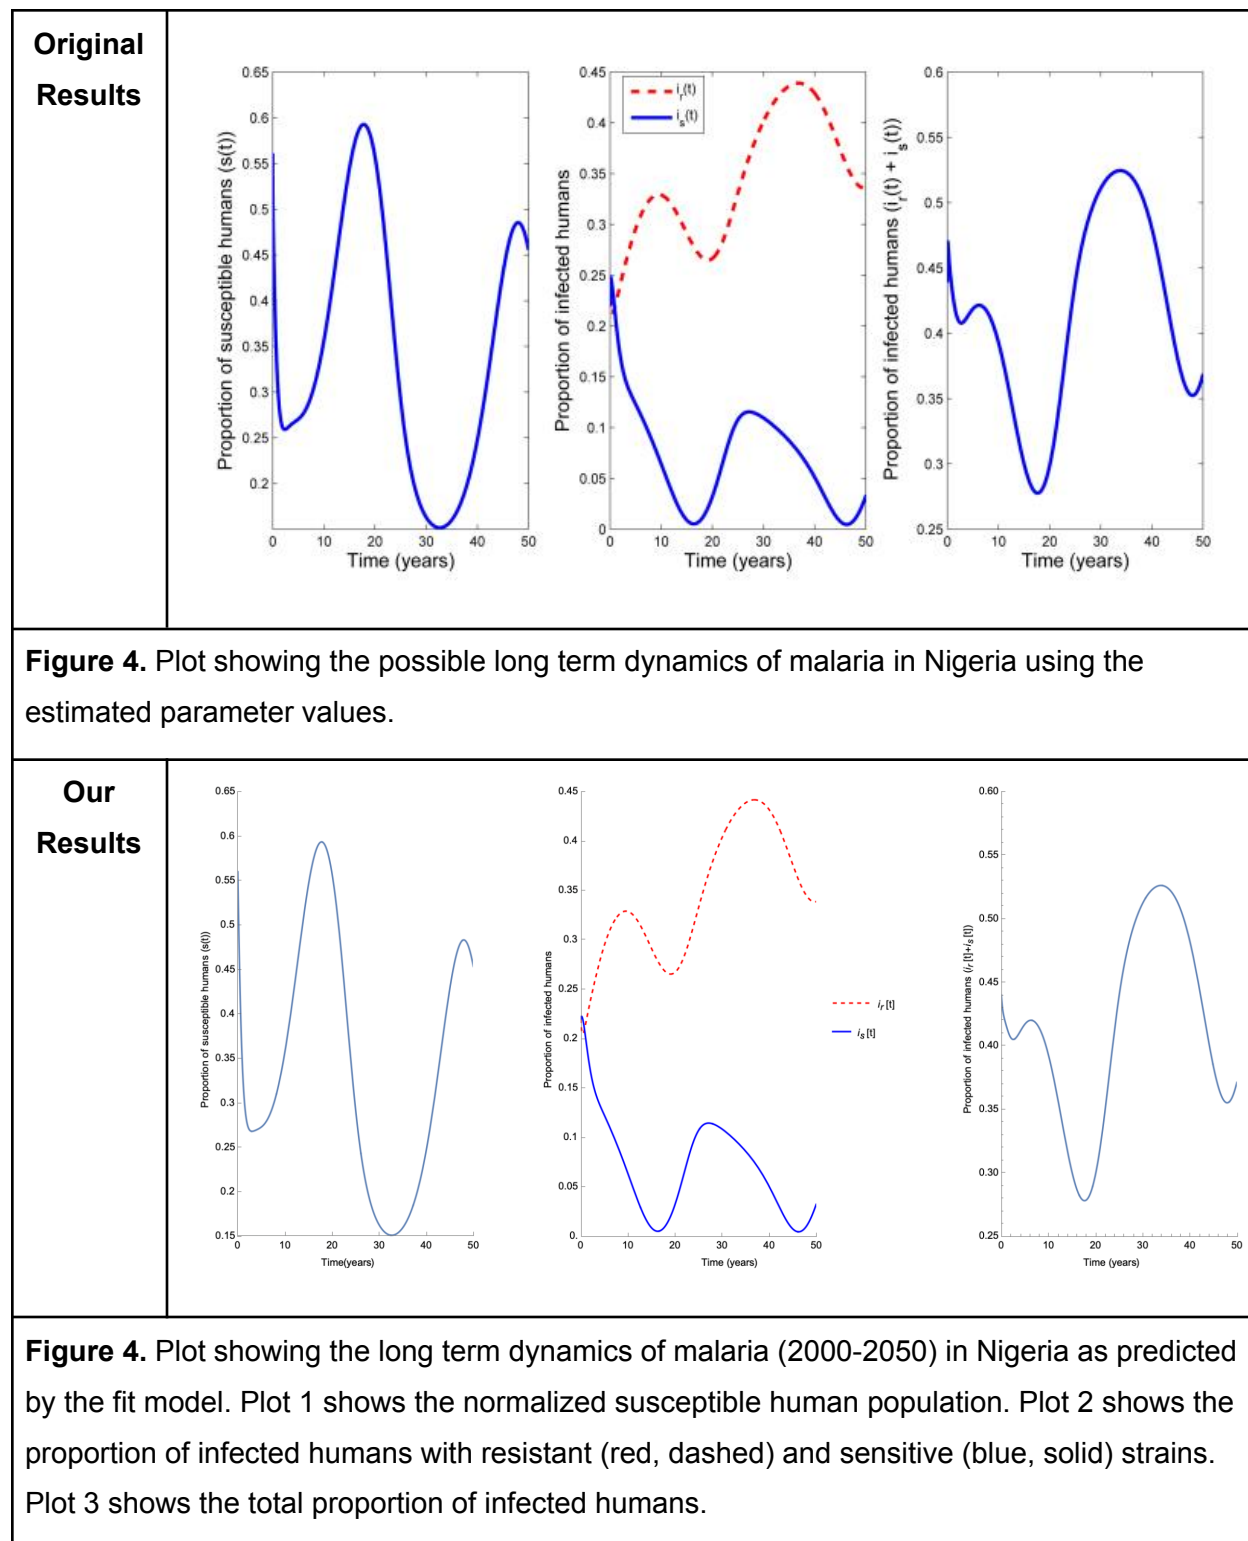 Original
Results
0.65
0.6
0.55
0.5
0.45
0.4
0.35
0.3
0.25
0.2
0 10 20 30 40 50
Time (years)
Proportion of susceptible humans (s(t))
0.45
0.4
0.35
0.3
0.25
0.2
0.15
0.1
0.05
0
0 10 20 30 40 50
Time (years)
Proportion of infected humans
i_r(t)
i_s(t)
0.6
0.55
0.5
0.45
0.4
0.35
0.3
0.25
0 10 20 30 40 50
Time (years)
Proportion of infected humans (i_r(t) + i_s(t))
Figure 4. Plot showing the possible long term dynamics of malaria in Nigeria using the
estimated parameter values.
Our
Results
0.65
0.6
0.55
0.5
0.45
0.4
0.35
0.3
0.25
0.2
0.15
0 10 20 30 40 50
Time(years)
Proportion of susceptible humans (s(t))
0.45
0.4
0.35
0.3
0.25
0.2
0.15
0.1
0.05
0.
0 10 20 30 40 50
Time (years)
Proportion of infected humans
i_r [t]
i_s [t]
0.60
0.55
0.50
0.45
0.40
0.35
0.30
0.25
0 10 20 30 40 50
Time (years)
Proportion of infected humans (i_r [t]+i_s [t])
Figure 4. Plot showing the long term dynamics of malaria (2000-2050) in Nigeria as predicted
by the fit model. Plot 1 shows the normalized susceptible human population. Plot 2 shows the
proportion of infected humans with resistant (red, dashed) and sensitive (blue, solid) strains.
Plot 3 shows the total proportion of infected humans.